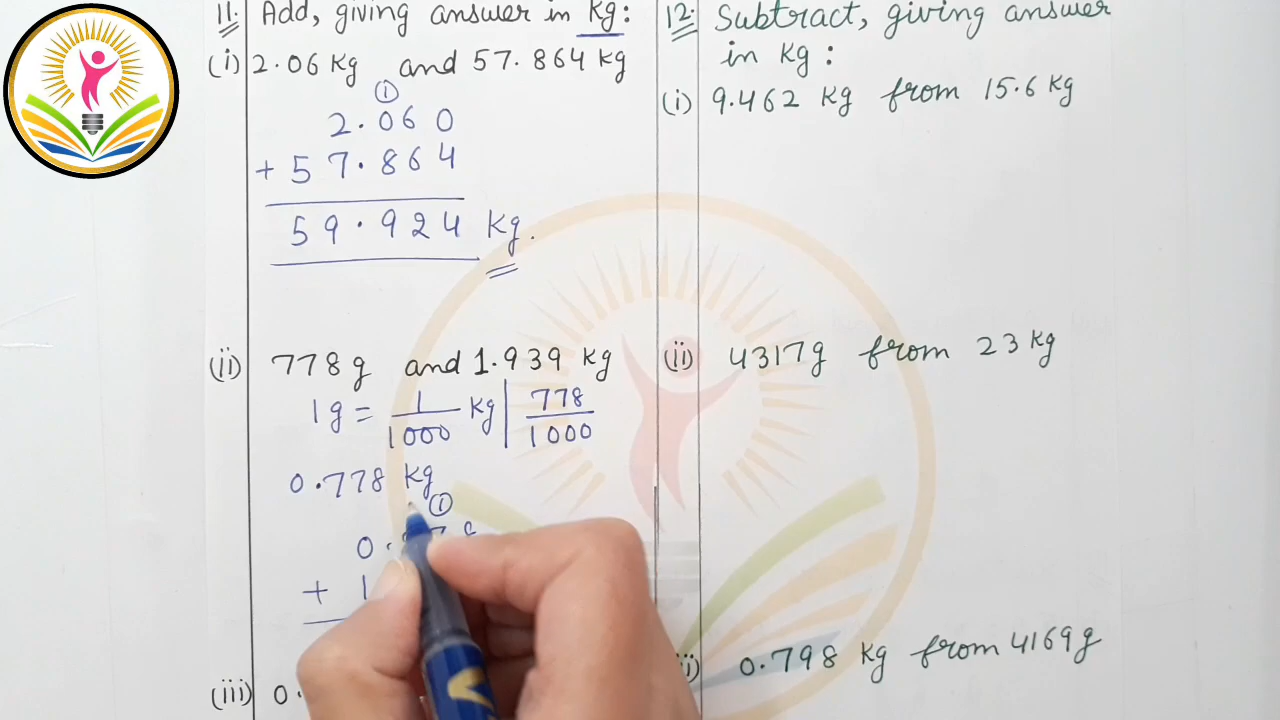 11. Add, giving answer in Kg:
(i) 2.06 Kg and 57.864 Kg
①
2.060
+ 57.864
59.924 Kg.
(ii) 778g and 1.939 Kg
1g = 1/1000 Kg | 778/1000
0.778 Kg
①
0.
+ 1
(iii) 0.
12. Subtract, giving answer
in Kg:
(i) 9.462 Kg from 15.6 Kg
(ii) 4317g from 23 Kg
0.798 Kg from 4169g